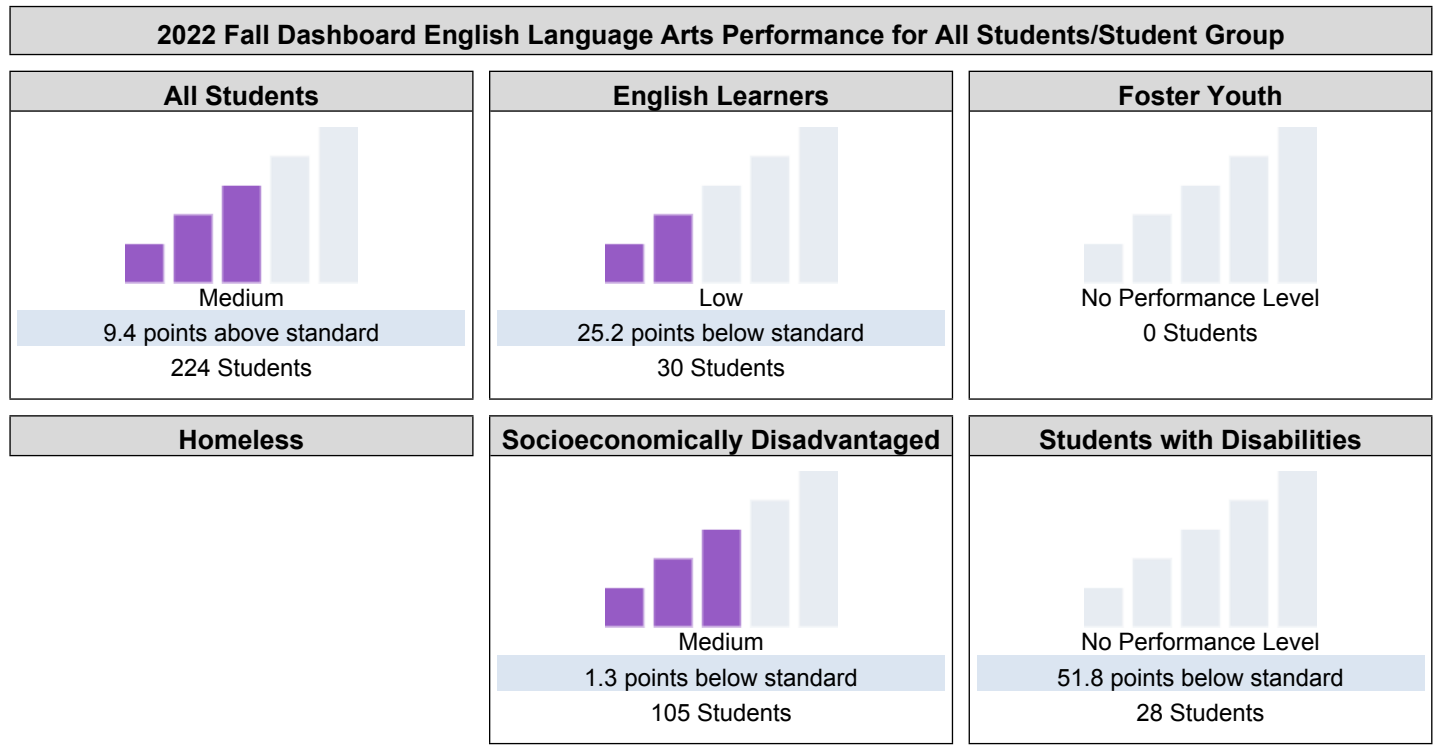 2022 Fall Dashboard English Language Arts Performance for All Students/Student Group
All Students
Medium
9.4 points above standard
224 Students
English Learners
Low
25.2 points below standard
30 Students
Foster Youth
No Performance Level
0 Students
Homeless
Socioeconomically Disadvantaged
Medium
1.3 points below standard
105 Students
Students with Disabilities
No Performance Level
51.8 points below standard
28 Students